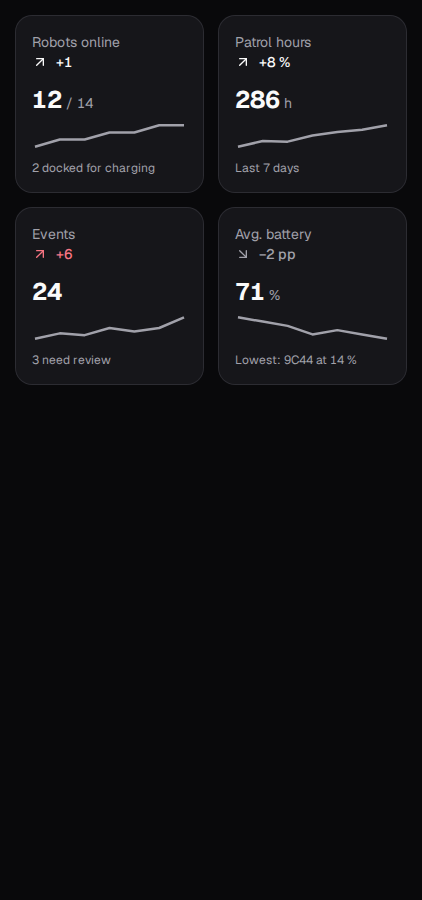 Robots online
+1
12 / 14
2 docked for charging
Patrol hours
+8 %
286 h
Last 7 days
Events
+6
24
3 need review
Avg. battery
−2 pp
71 %
Lowest: 9C44 at 14 %